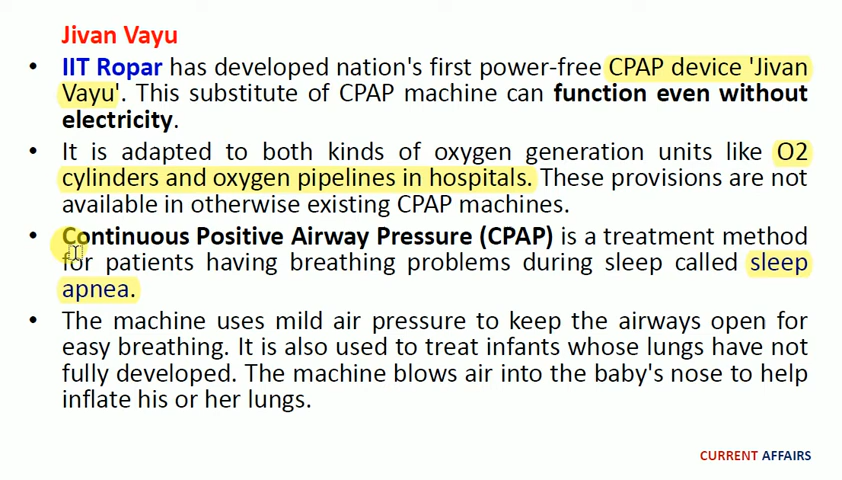 Jivan Vayu
• IIT Ropar has developed nation's first power-free CPAP device 'Jivan
Vayu'. This substitute of CPAP machine can function even without
electricity.
• It is adapted to both kinds of oxygen generation units like O2
cylinders and oxygen pipelines in hospitals. These provisions are not
available in otherwise existing CPAP machines.
• Continuous Positive Airway Pressure (CPAP) is a treatment method
for patients having breathing problems during sleep called sleep
apnea.
• The machine uses mild air pressure to keep the airways open for
easy breathing. It is also used to treat infants whose lungs have not
fully developed. The machine blows air into the baby's nose to help
inflate his or her lungs.
CURRENT AFFAIRS